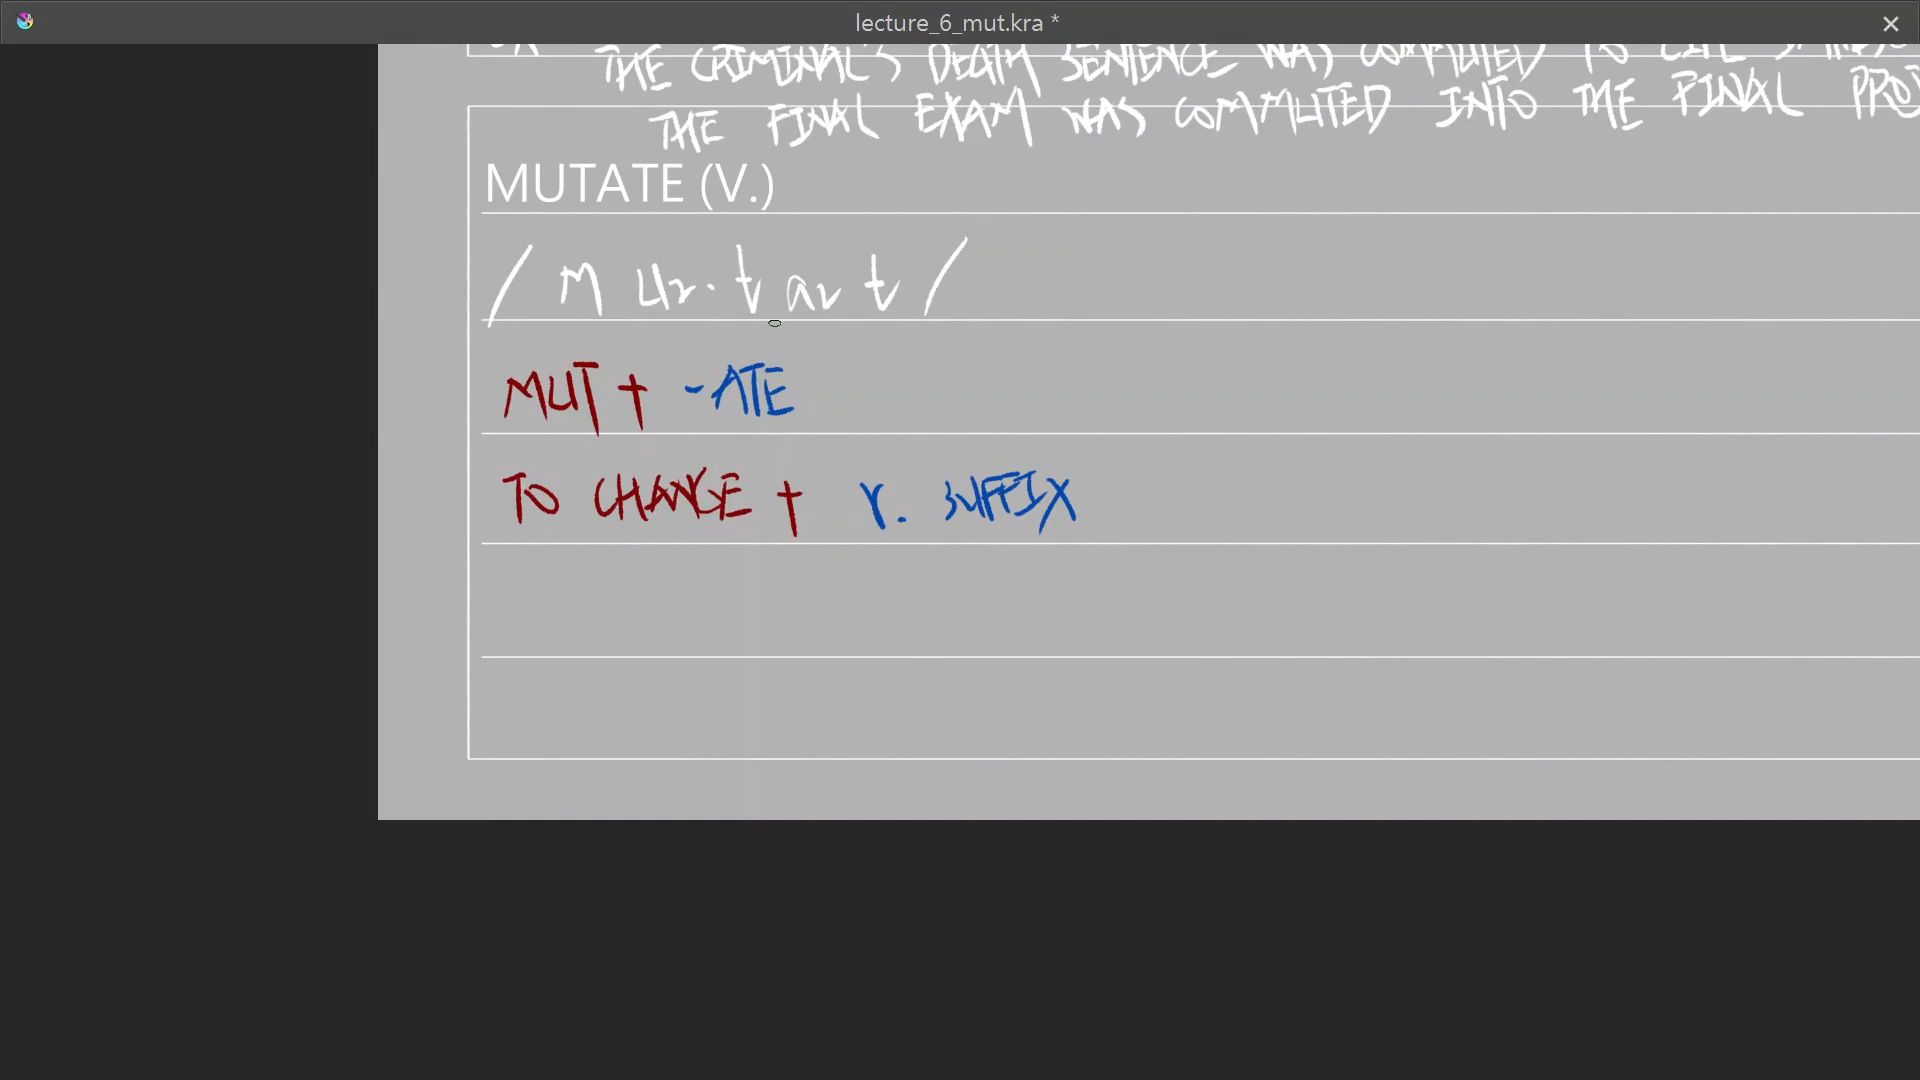 lecture_6_mut.kra *
THE CRIMINAL'S DEATH SENTENCE WAS COMMUTED TO LIFE
THE FINAL EXAM WAS COMMUTED INTO THE FINAL PRO
MUTATE (V.)
MUT + -ATE
TO CHANGE + V. SUFFIX